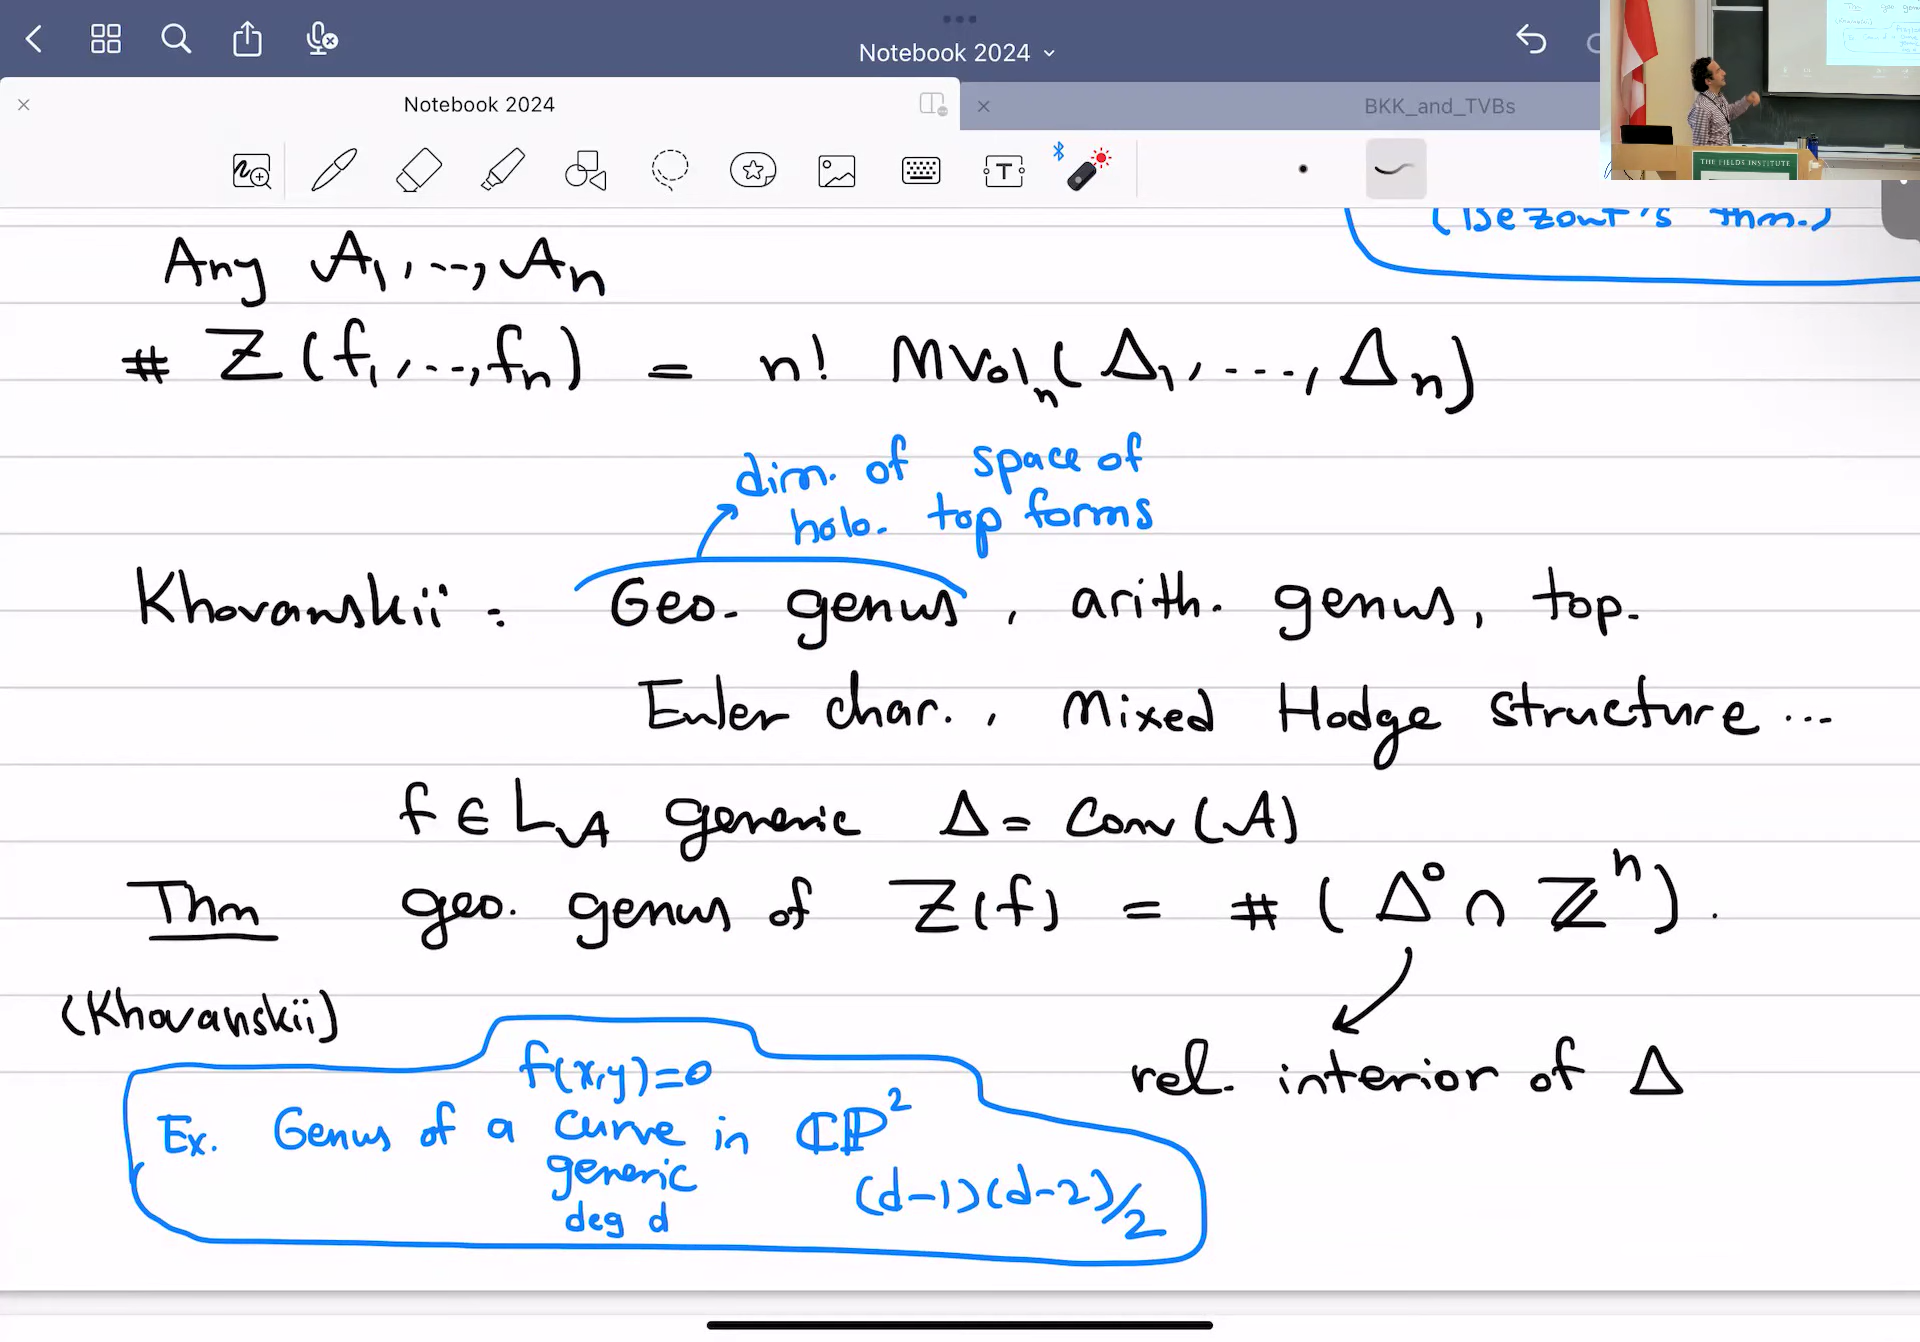 Notebook 2024
Notebook 2024
BKK_and_TVBs
THE FIELDS INSTITUTE
(Bezout's thm.)
Any A₁, ..., Aₙ
# Z(f₁, ..., fₙ) = n! MVolₙ(Δ₁, ..., Δₙ)
dim. of space of
holo. top forms
Khovanskii: Geo. genus, arith. genus, top.
Euler char., Mixed Hodge structure ...
f ∈ L_A generic Δ = Conv(A)
Thm geo. genus of Z(f) = # (Δ° ∩ ℤⁿ).
(Khovanskii)
rel. interior of Δ
f(x,y)=0
Ex. Genus of a curve in ℂℙ²
generic
deg d
(d-1)(d-2)/2